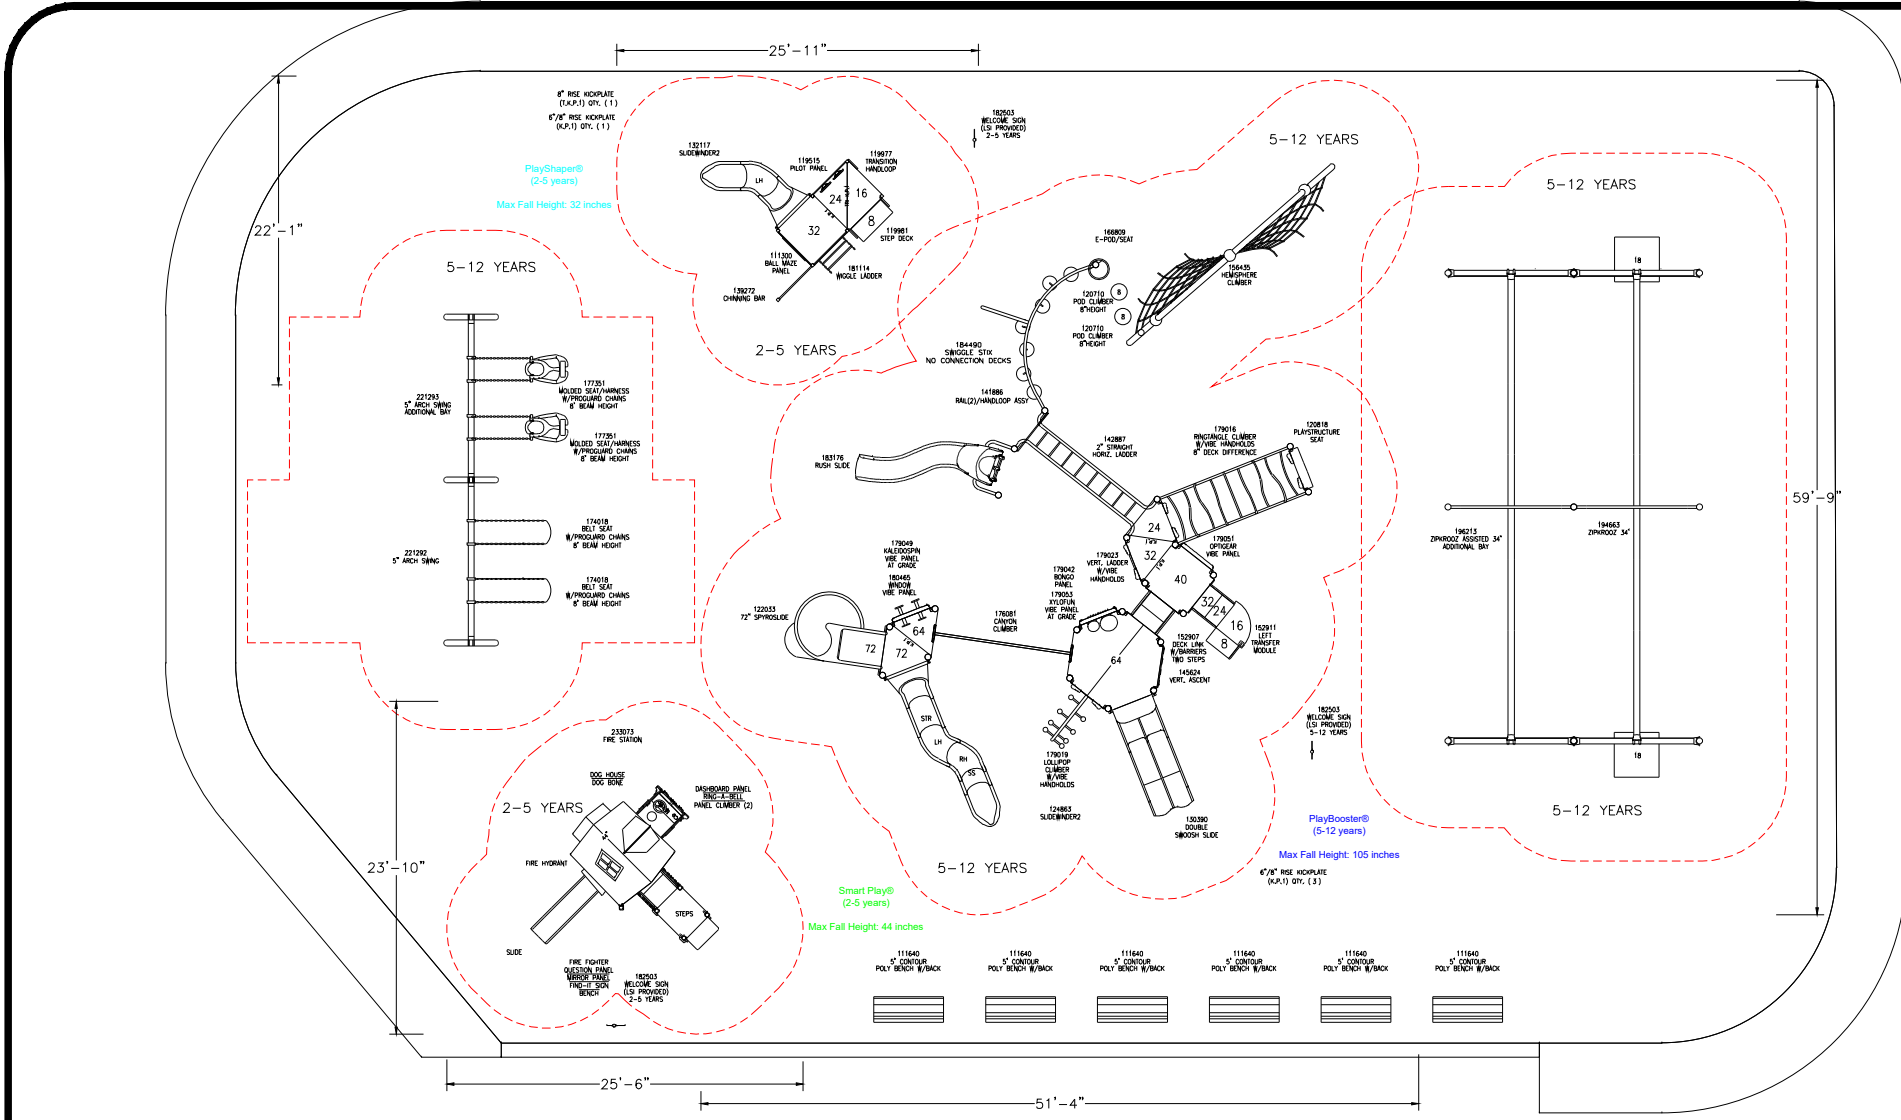 25'-11"
8" RISE KICKPLATE
(T.K.P.1) QTY. ( 1 )
6"/8" RISE KICKPLATE
(K.P.1) QTY. ( 1 )
182503
WELCOME SIGN
(LSI PROVIDED)
2-5 YEARS
PlayShaper®
(2-5 years)
Max Fall Height: 32 inches
132117
SLIDEWINDER2
LH
119515
PILOT PANEL
119977
TRANSITION
HANDLOOP
24
16
32
8
119981
STEP DECK
111300
BALL MAZE
PANEL
181114
WIGGLE LADDER
139272
CHINNING BAR
2-5 YEARS
22'-1"
5-12 YEARS
5-12 YEARS
5-12 YEARS
166809
E-POD/SEAT
156435
HEMISPHERE
CLIMBER
120710
POD CLIMBER
8"HEIGHT
8
8
120710
POD CLIMBER
8"HEIGHT
184490
SWIGGLE STIX
NO CONNECTION DECKS
141886
RAIL(2)/HANDLOOP ASSY
18
221293
5" ARCH SWING
ADDITIONAL BAY
177351
MOLDED SEAT/HARNESS
W/PROGUARD CHAINS
8' BEAM HEIGHT
177351
MOLDED SEAT/HARNESS
W/PROGUARD CHAINS
8' BEAM HEIGHT
221292
5" ARCH SWING
174018
BELT SEAT
W/PROGUARD CHAINS
8' BEAM HEIGHT
174018
BELT SEAT
W/PROGUARD CHAINS
8' BEAM HEIGHT
183176
RUSH SLIDE
142887
2" STRAIGHT
HORIZ. LADDER
179016
RINGTANGLE CLIMBER
W/VIBE HANDHOLDS
8" DECK DIFFERENCE
120818
PLAYSTRUCTURE
SEAT
59'-9"
196213
ZIPKROOZ ASSISTED 34'
ADDITIONAL BAY
194663
ZIPKROOZ 34'
179049
KALEIDOSPIN
VIBE PANEL
AT GRADE
180465
WINDOW
VIBE PANEL
179023
VERT. LADDER
W/VIBE
HANDHOLDS
179051
OPTIGEAR
VIBE PANEL
179042
BONGO
PANEL
179053
XYLOFUN
VIBE PANEL
AT GRADE
24
32
40
32
24
16
8
122033
72" SPYROSLIDE
72
64
72
176081
CANYON
CLIMBER
64
152907
DECK LINK
W/BARRIERS
TWO STEPS
145624
VERT. ASCENT
152911
LEFT
TRANSFER
MODULE
STR
LH
RH
SS
179019
LOLLIPOP
CLIMBER
W/VIBE
HANDHOLDS
124863
SLIDEWINDER2
130390
DOUBLE
SWOOSH SLIDE
182503
WELCOME SIGN
(LSI PROVIDED)
5-12 YEARS
18
5-12 YEARS
PlayBooster®
(5-12 years)
Max Fall Height: 105 inches
6"/8" RISE KICKPLATE
(K.P.1) QTY. ( 3 )
5-12 YEARS
233073
FIRE STATION
DOG HOUSE
DOG BONE
DASHBOARD PANEL
RING-A-BELL
PANEL CLIMBER (2)
2-5 YEARS
FIRE HYDRANT
23'-10"
STEPS
SLIDE
FIRE FIGHTER
QUESTION PANEL
MIRROR PANEL
FIND-IT SIGN
BENCH
182503
WELCOME SIGN
(LSI PROVIDED)
2-5 YEARS
Smart Play®
(2-5 years)
Max Fall Height: 44 inches
111640
5' CONTOUR
POLY BENCH W/BACK
111640
5' CONTOUR
POLY BENCH W/BACK
111640
5' CONTOUR
POLY BENCH W/BACK
111640
5' CONTOUR
POLY BENCH W/BACK
111640
5' CONTOUR
POLY BENCH W/BACK
111640
5' CONTOUR
POLY BENCH W/BACK
25'-6"
51'-4"